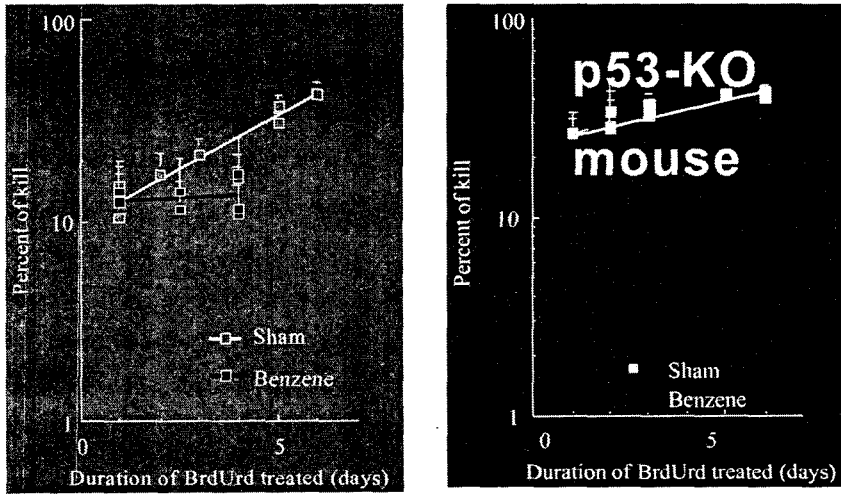 100
10
1
0
5
Percent of kill
Sham
Benzene
Duration of BrdUrd treated (days)
100
10
1
0
5
Percent of kill
p53-KO
mouse
Sham
Benzene
Duration of BrdUrd treated (days)